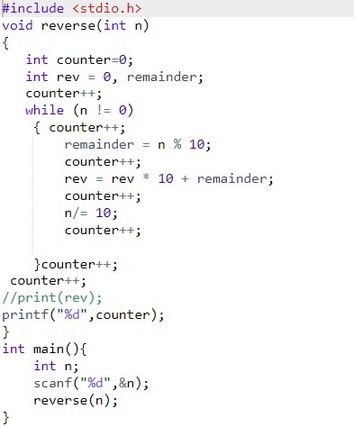 #include <stdio.h>
void reverse(int n)
{
   int counter=0;
   int rev = 0, remainder;
   counter++;
   while (n != 0)
    { counter++;
        remainder = n % 10;
        counter++;
        rev = rev * 10 + remainder;
        counter++;
        n/= 10;
        counter++;
    }counter++;
 counter++;
//print(rev);
printf("%d",counter);
}
int main(){
    int n;
    scanf("%d",&n);
    reverse(n);
}